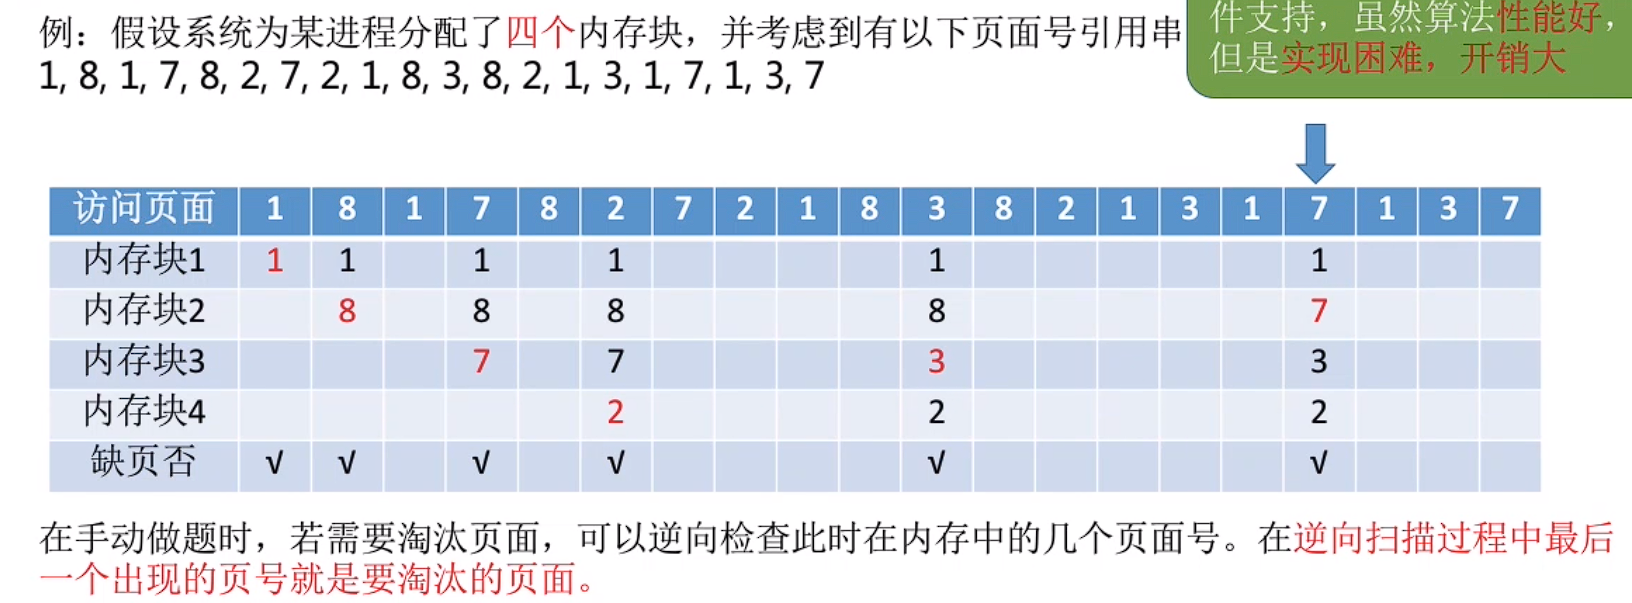 例：假设系统为某进程分配了四个内存块，并考虑到有以下页面号引用串
1, 8, 1, 7, 8, 2, 7, 2, 1, 8, 3, 8, 2, 1, 3, 1, 7, 1, 3, 7
件支持，虽然算法性能好，
但是实现困难，开销大
访问页面 1 8 1 7 8 2 7 2 1 8 3 8 2 1 3 1 7 1 3 7
内存块1 1 1 1 1 1 1
内存块2 8 8 8 8 7
内存块3 7 7 3 3
内存块4 2 2 2
缺页否 √ √ √ √ √ √
在手动做题时，若需要淘汰页面，可以逆向检查此时在内存中的几个页面号。在逆向扫描过程中最后
一个出现的页号就是要淘汰的页面。